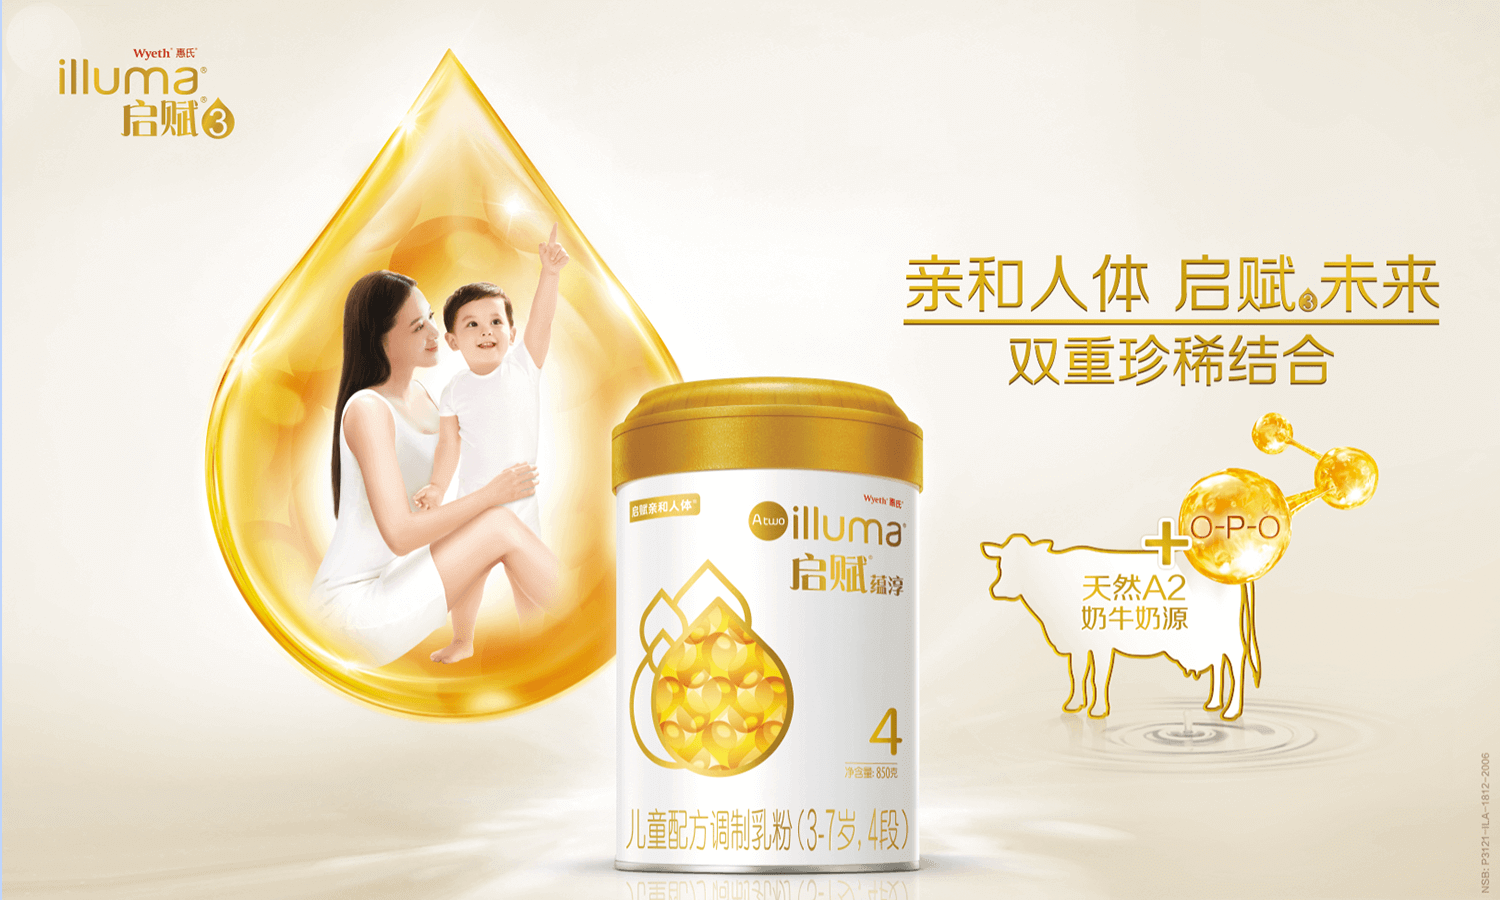 Wyeth® 惠氏®
illuma®
启赋®3
亲和人体 启赋3未来
双重珍稀结合
O-P-O
天然A2
奶牛奶源
启赋亲和人体®
Wyeth® 惠氏®
Atwo illuma®
启赋®蕴淳
4
净含量: 850克
儿童配方调制乳粉(3-7岁, 4段)
NSB: P3121-ILA-1812-2006